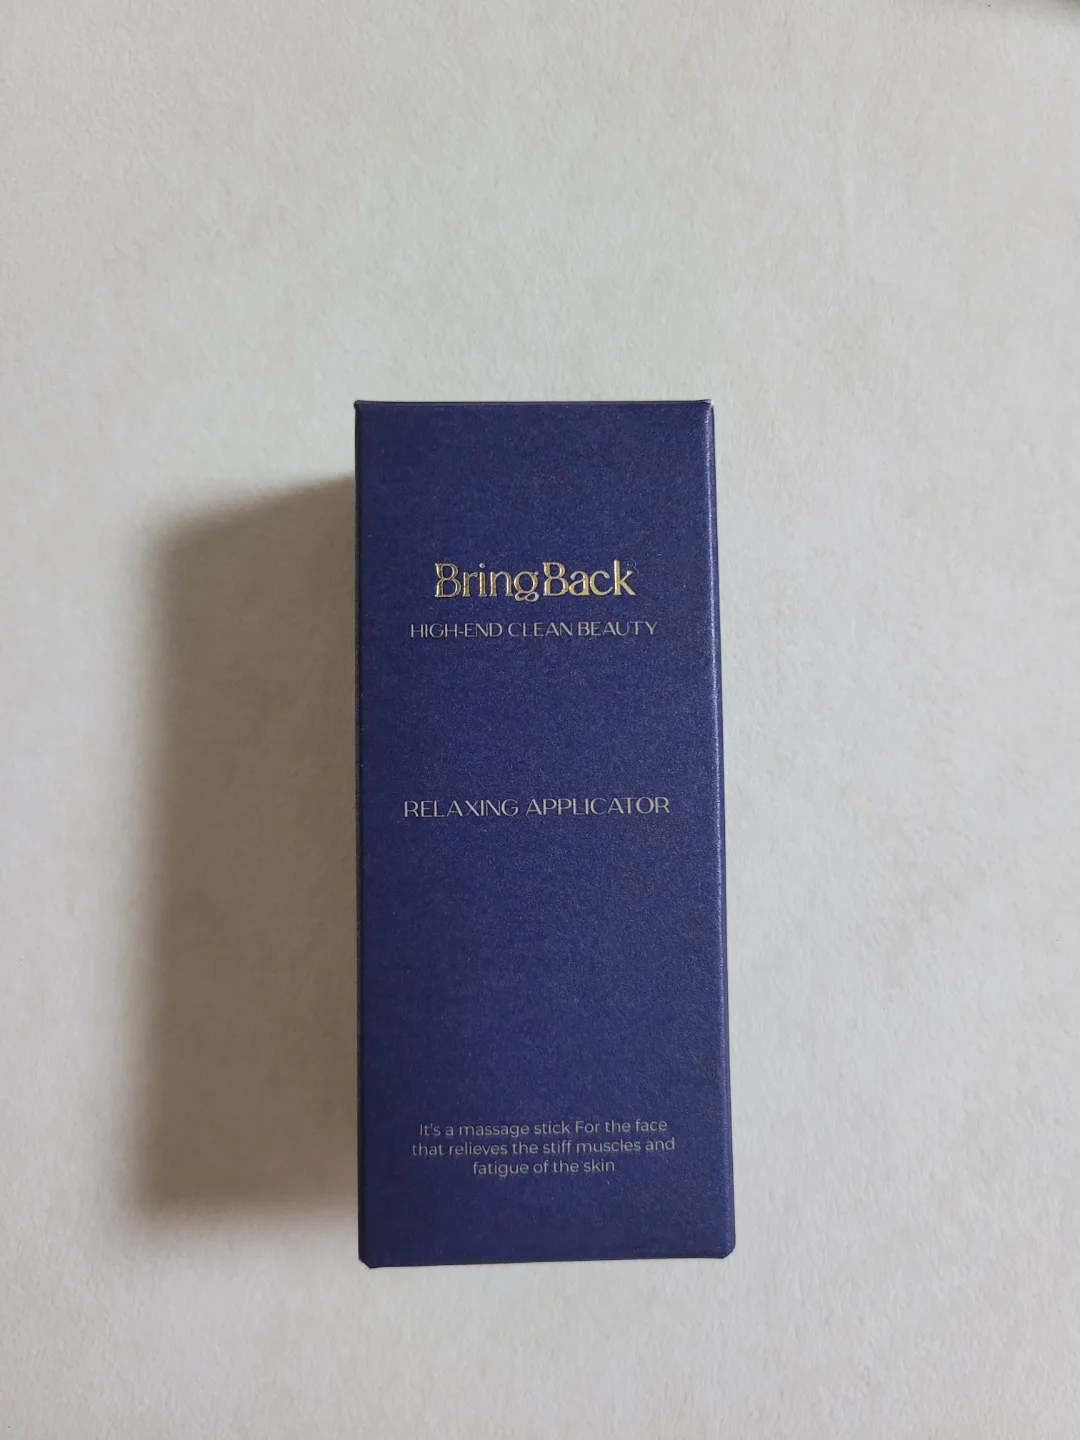 BringBack
HIGH-END CLEAN BEAUTY
RELAXING APPLICATOR
It's a massage stick For the face
that relieves the stiff muscles and
fatigue of the skin